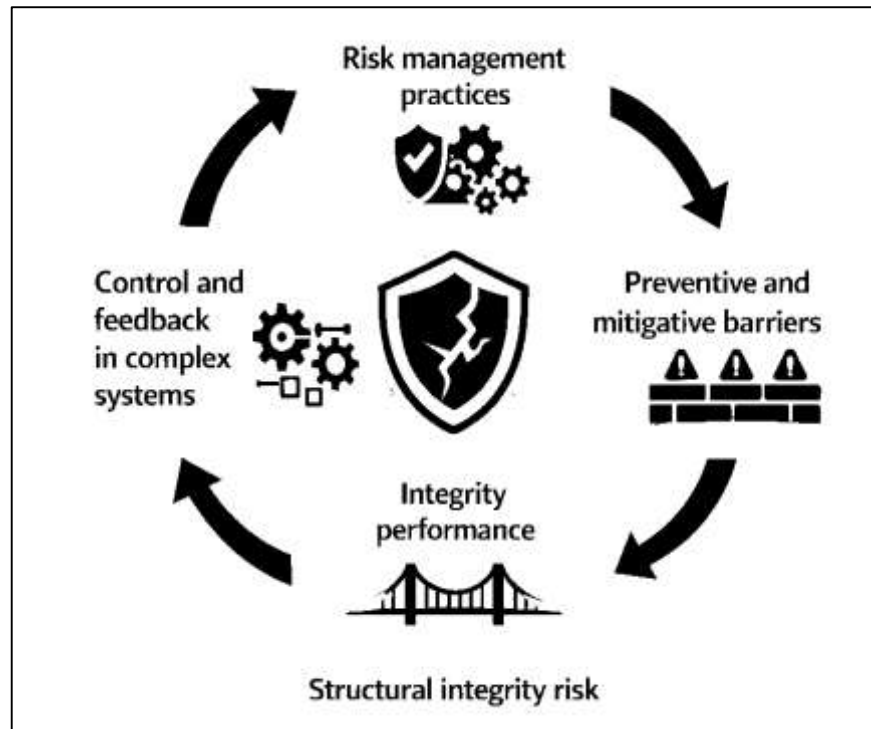 Risk management
practices
Preventive and
mitigative barriers
Control and
feedback
in complex
systems
Integrity
performance
Structural integrity risk